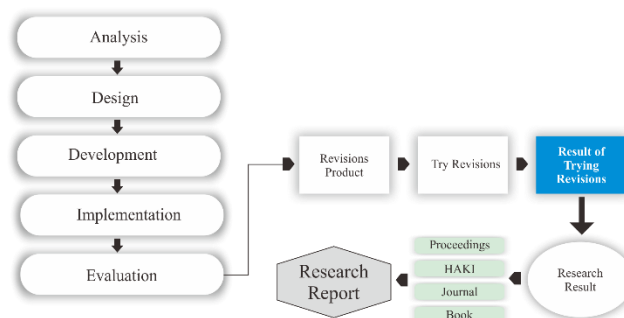 Analysis
Design
Development
Implementation
Evaluation
Revisions
Product
Try Revisions
Result of
Trying
Revisions
Research
Result
Proceedings
HAKI
Journal
Book
Research
Report